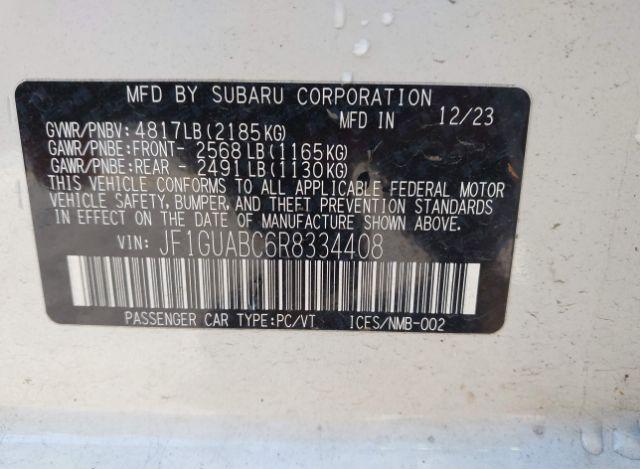 MFD BY SUBARU CORPORATION
MFD IN 12/23
GVWR/PNBV: 4817LB(2185KG)
GAWR/PNBE:FRONT- 2568LB(1165KG)
GAWR/PNBE:REAR - 2491LB(1130KG)
THIS VEHICLE CONFORMS TO ALL APPLICABLE FEDERAL MOTOR
VEHICLE SAFETY, BUMPER, AND THEFT PREVENTION STANDARDS
IN EFFECT ON THE DATE OF MANUFACTURE SHOWN ABOVE.
VIN: JF1GUABC6R8334408
PASSENGER CAR TYPE:PC/VT ICES/NMB-002